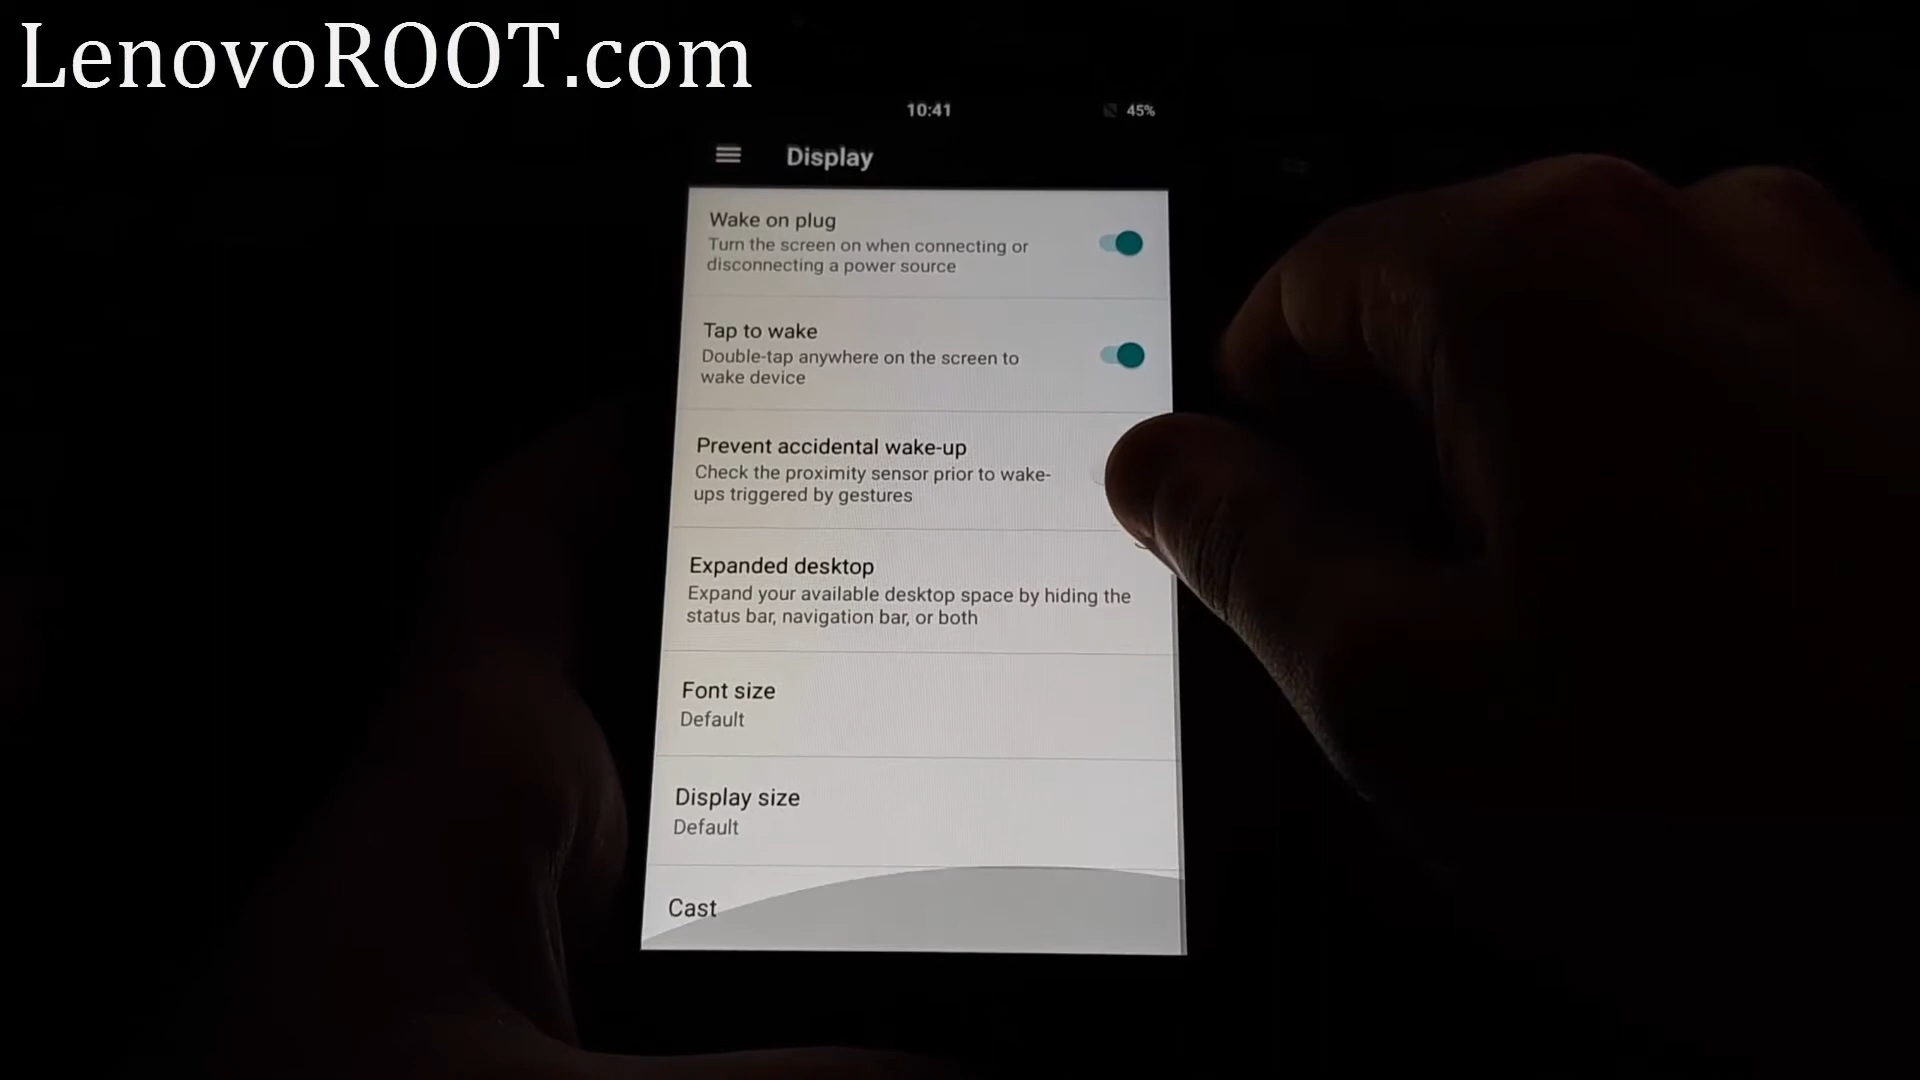 LenovoROOT.com
10:41
45%
Display
Wake on plug
Turn the screen on when connecting or
disconnecting a power source
Tap to wake
Double-tap anywhere on the screen to
wake device
Prevent accidental wake-up
Check the proximity sensor prior to wake-
ups triggered by gestures
Expanded desktop
Expand your available desktop space by hiding the
status bar, navigation bar, or both
Font size
Default
Display size
Default
Cast